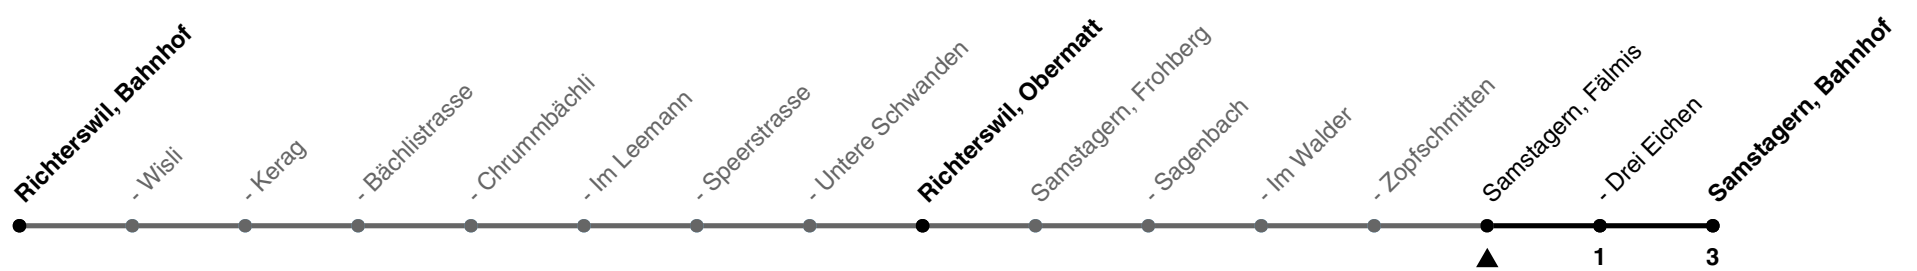 Richterswil, Bahnhof
- Wisli
- Kerag
- Bächlistrasse
- Chrummbächli
- Im Leemann
- Speerstrasse
- Untere Schwanden
Richterswil, Obermatt
Samstagern, Frohberg
- Sagenbach
- Im Walder
- Zopfschmitten
Samstagern, Fälmis
- Drei Eichen
Samstagern, Bahnhof
1
3